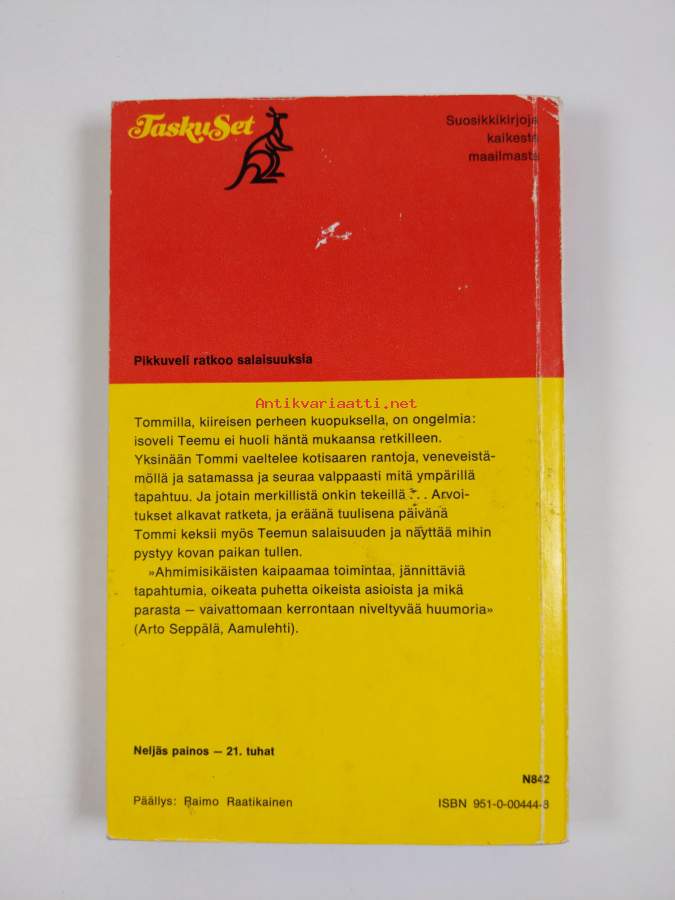 TaskuSet
Suosikkikirjoja
kaikesta
maailmasta
Pikkuveli ratkoo salaisuuksia
Antikvariaatti.net
Tommilla, kiireisen perheen kuopuksella, on ongelmia:
isoveli Teemu ei huoli häntä mukaansa retkilleen.
Yksinään Tommi vaeltelee kotisaaren rantoja, veneveistä-
möllä ja satamassa ja seuraa valppaasti mitä ympärillä
tapahtuu. Ja jotain merkillistä onkin tekeillä ... Arvoi-
tukset alkavat ratketa, ja eräänä tuulisena päivänä
Tommi keksii myös Teemun salaisuuden ja näyttää mihin
pystyy kovan paikan tullen.
»Ahmimisikäisten kaipaamaa toimintaa, jännittäviä
tapahtumia, oikeata puhetta oikeista asioista ja mikä
parasta — vaivattomaan kerrontaan niveltyvää huumoria»
(Arto Seppälä, Aamulehti).
Neljäs painos — 21. tuhat
N842
Päällys: Raimo Raatikainen
ISBN 951-0-00444-8